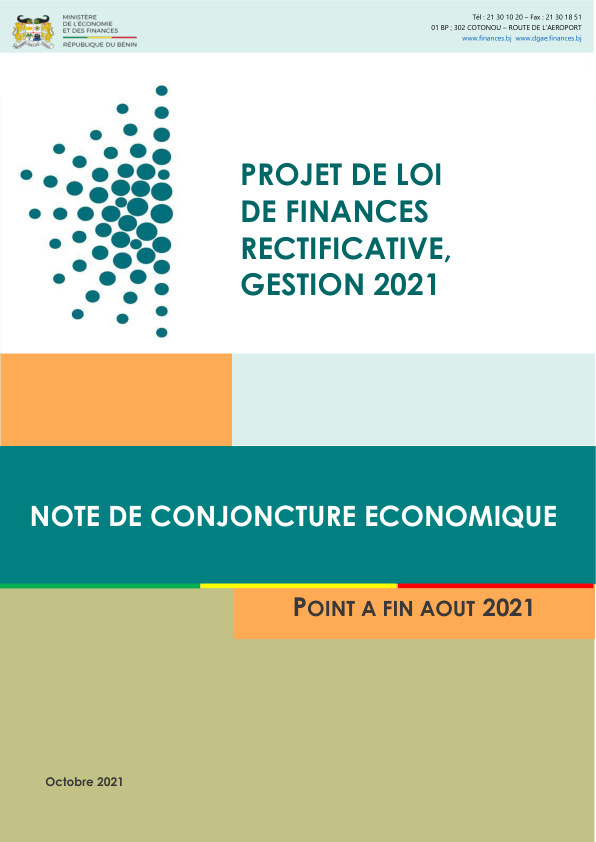 MINISTÈRE
DE L'ÉCONOMIE
ET DES FINANCES
RÉPUBLIQUE DU BÉNIN
Tél : 21 30 10 20 – Fax : 21 30 18 51
01 BP ; 302 COTONOU – ROUTE DE L'AEROPORT
www.finances.bj www.dgae.finances.bj
PROJET DE LOI
DE FINANCES
RECTIFICATIVE,
GESTION 2021
NOTE DE CONJONCTURE ECONOMIQUE
POINT A FIN AOUT 2021
Octobre 2021